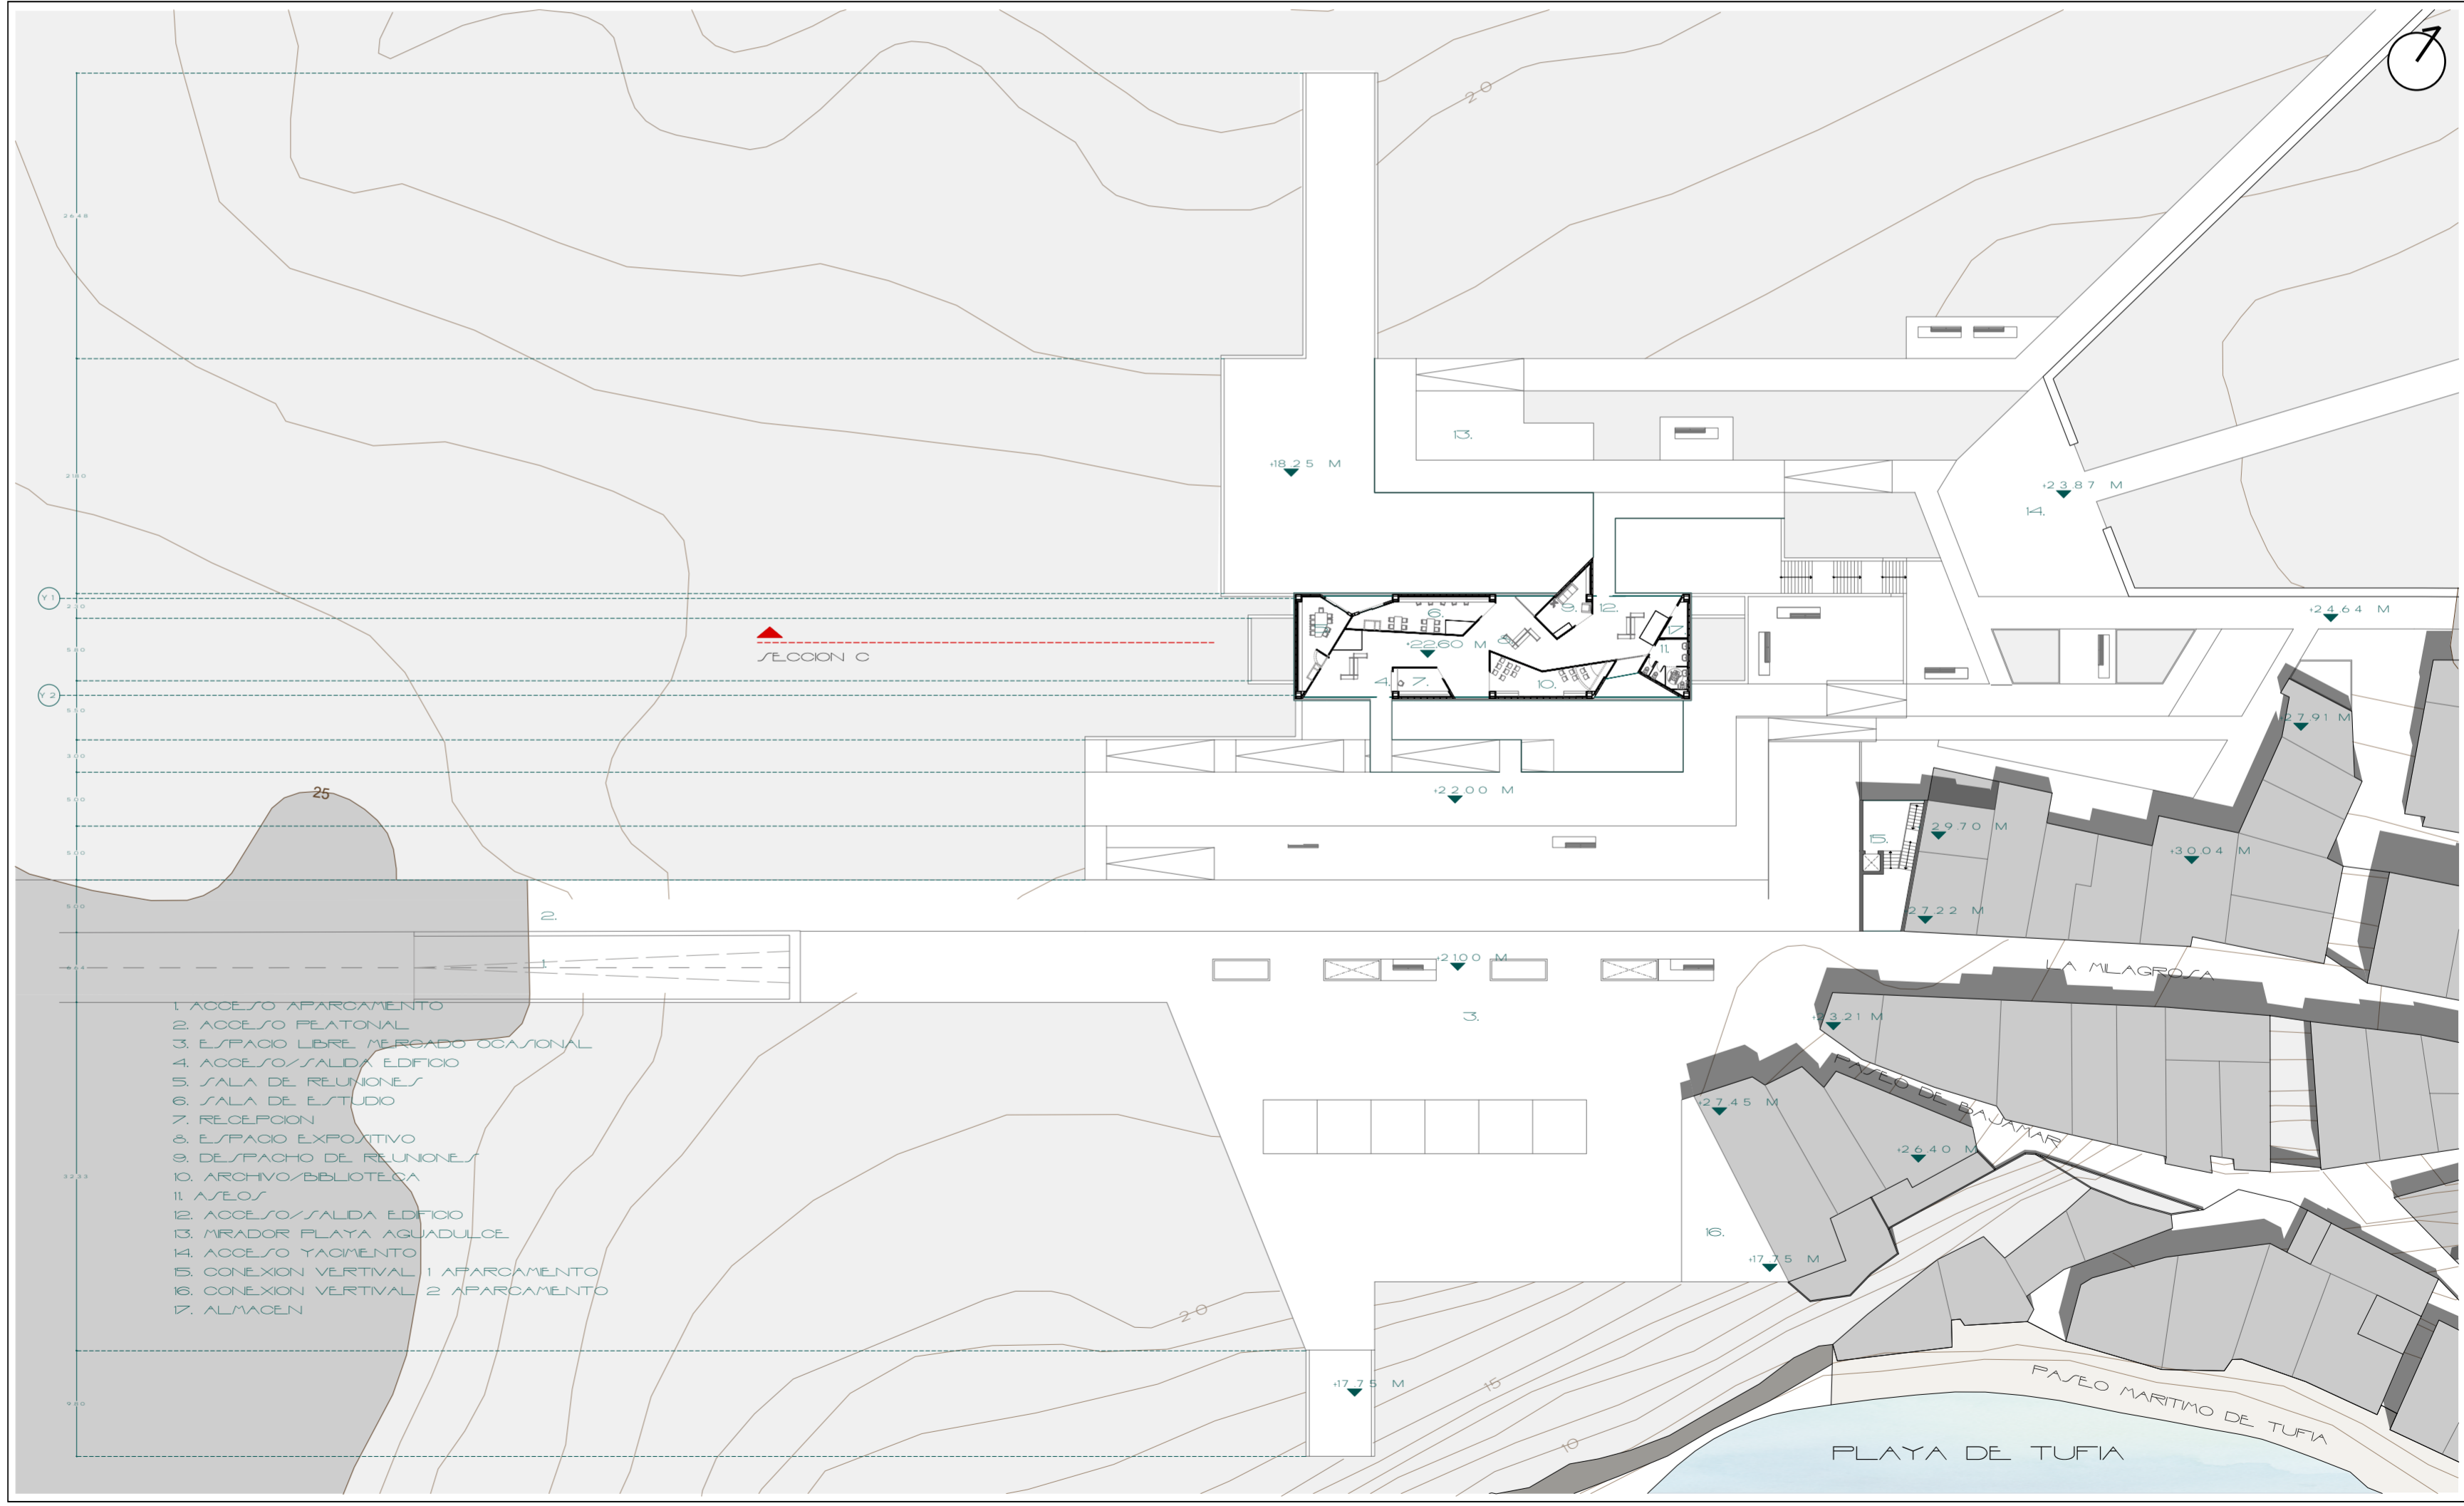 20
2648
13.
+18.25 M
+23.87 M
14.
Y1
+24.64 M
6.
9.
12.
SECCION C
+22.60 M
8.
17
11.
Y2
4.
7.
10.
27.91 M
+22.00 M
25
29.70 M
15.
+30.04 M
2.
27.22 M
1.
+21.00 M
LA MILAGROSA
3.
+23.21 M
PASEO DE BAJAMAR
+27.45 M
+26.40 M
16.
+17.75 M
1. ACCESO APARCAMIENTO
2. ACCESO PEATONAL
3. ESPACIO LIBRE MERCADO OCASIONAL
4. ACCESO/SALIDA EDIFICIO
5. SALA DE REUNIONES
6. SALA DE ESTUDIO
7. RECEPCION
8. ESPACIO EXPOSITIVO
9. DESPACHO DE REUNIONES
10. ARCHIVO/BIBLIOTECA
11. ASEOS
12. ACCESO/SALIDA EDIFICIO
13. MIRADOR PLAYA AGUADULCE
14. ACCESO YACIMIENTO
15. CONEXION VERTIVAL 1 APARCAMIENTO
16. CONEXION VERTIVAL 2 APARCAMIENTO
17. ALMACEN
20
+17.75 M
15
10
PASEO MARITIMO DE TUFIA
PLAYA DE TUFIA